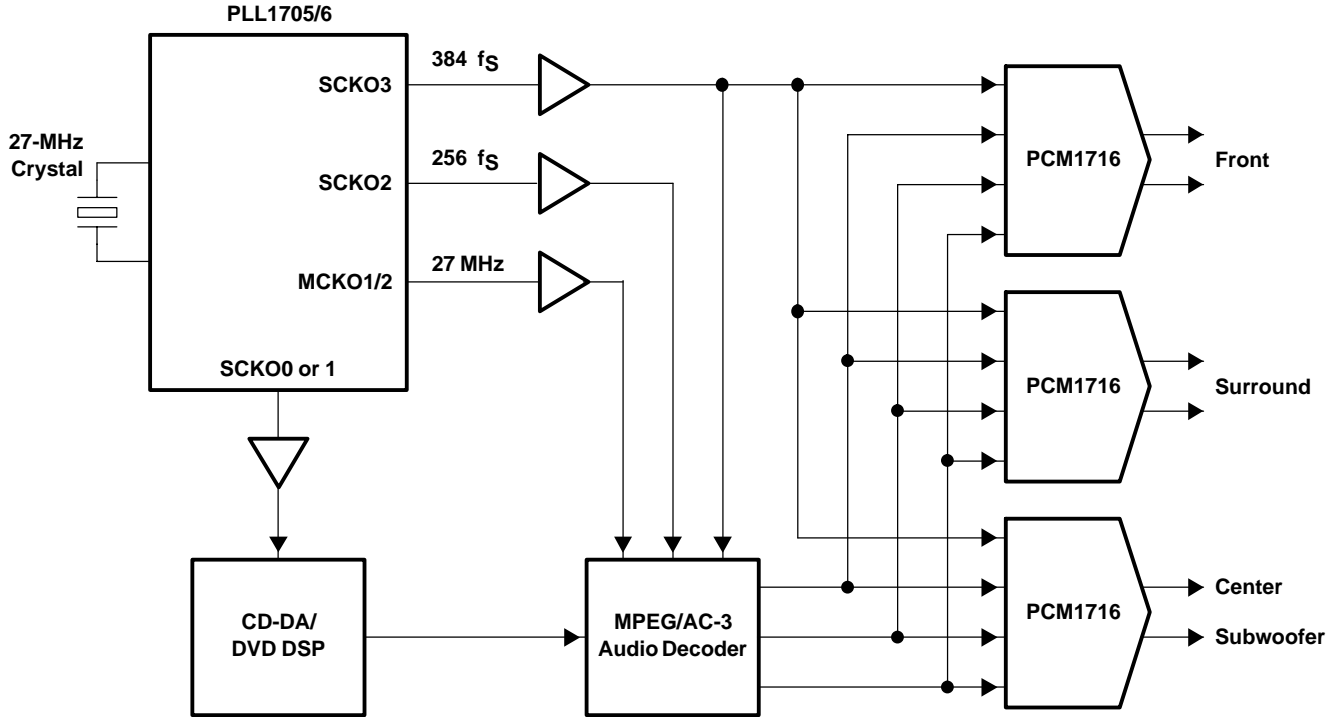 PLL1705/6
384 fS
SCKO3
27-MHz
Crystal
256 fS
SCKO2
27 MHz
MCKO1/2
SCKO0 or 1
PCM1716
Front
PCM1716
Surround
CD-DA/
DVD DSP
MPEG/AC-3
Audio Decoder
PCM1716
Center
Subwoofer